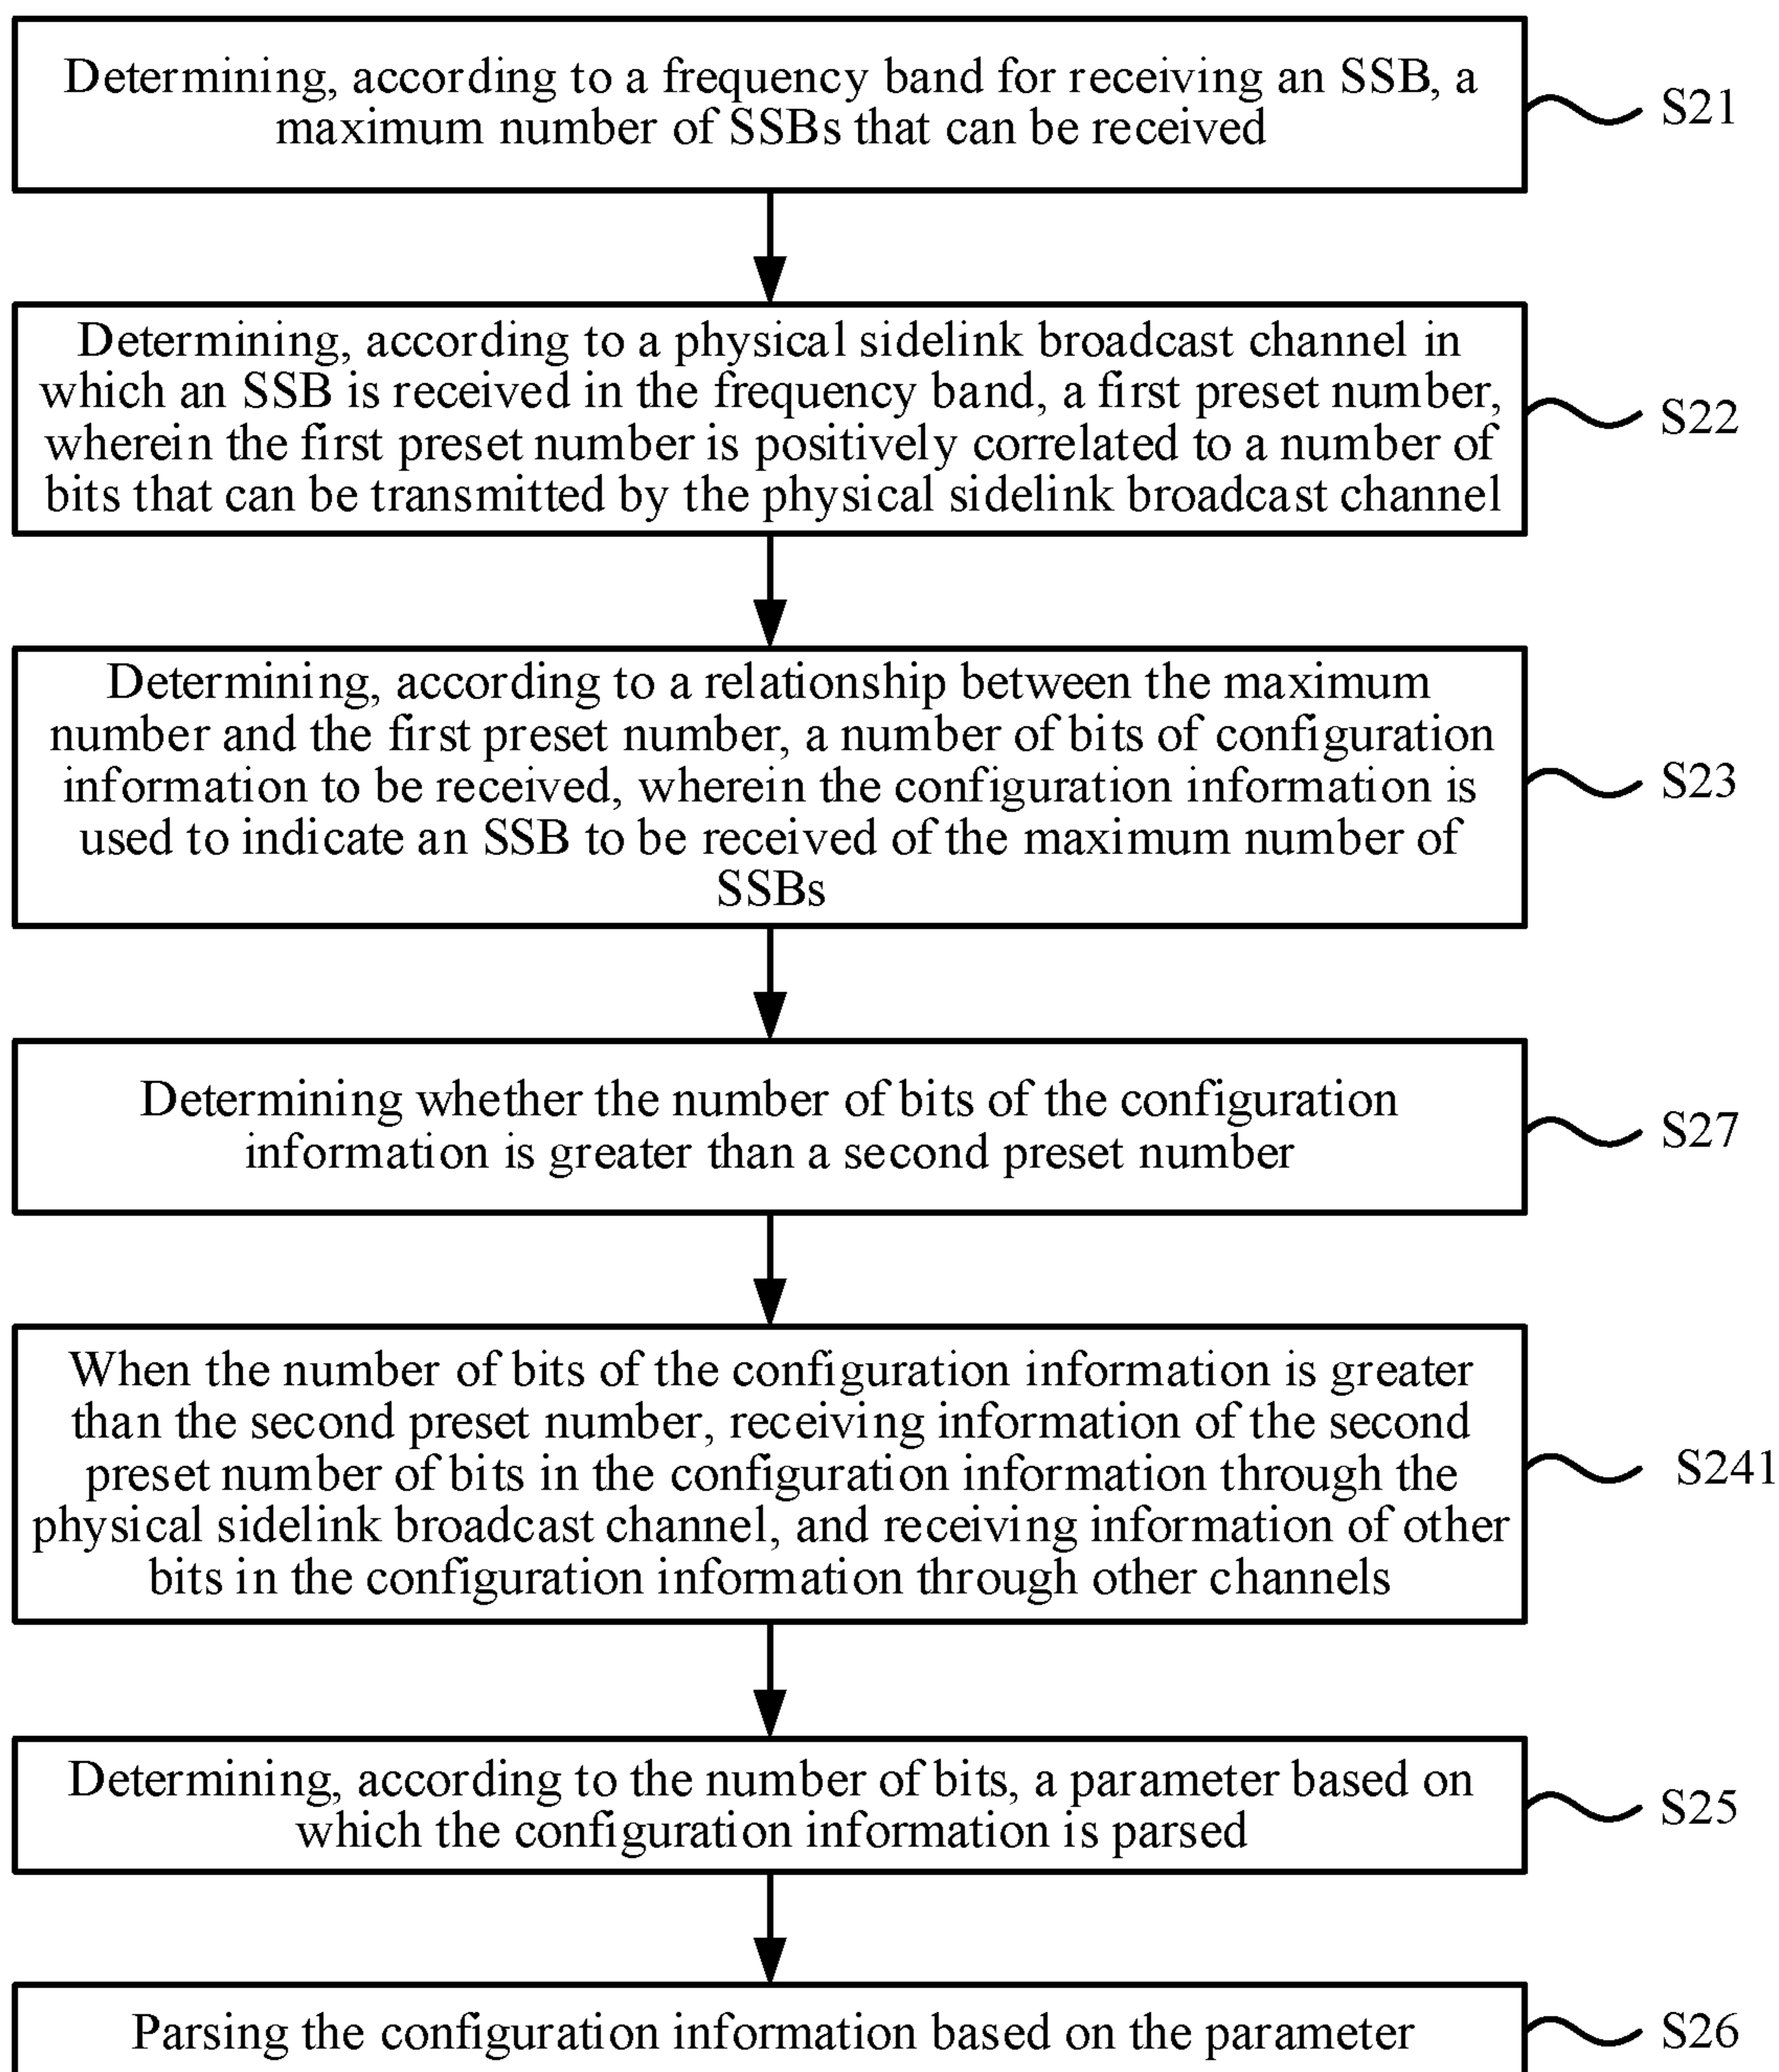 Determining, according to a frequency band for receiving an SSB, a
maximum number of SSBs that can be received
S21
Determining, according to a physical sidelink broadcast channel in
which an SSB is received in the frequency band, a first preset number,
wherein the first preset number is positively correlated to a number of
bits that can be transmitted by the physical sidelink broadcast channel
S22
Determining, according to a relationship between the maximum
number and the first preset number, a number of bits of configuration
information to be received, wherein the configuration information is
used to indicate an SSB to be received of the maximum number of
SSBs
S23
Determining whether the number of bits of the configuration
information is greater than a second preset number
S27
When the number of bits of the configuration information is greater
than the second preset number, receiving information of the second
preset number of bits in the configuration information through the
physical sidelink broadcast channel, and receiving information of other
bits in the configuration information through other channels
S241
Determining, according to the number of bits, a parameter based on
which the configuration information is parsed
S25
Parsing the configuration information based on the parameter
S26